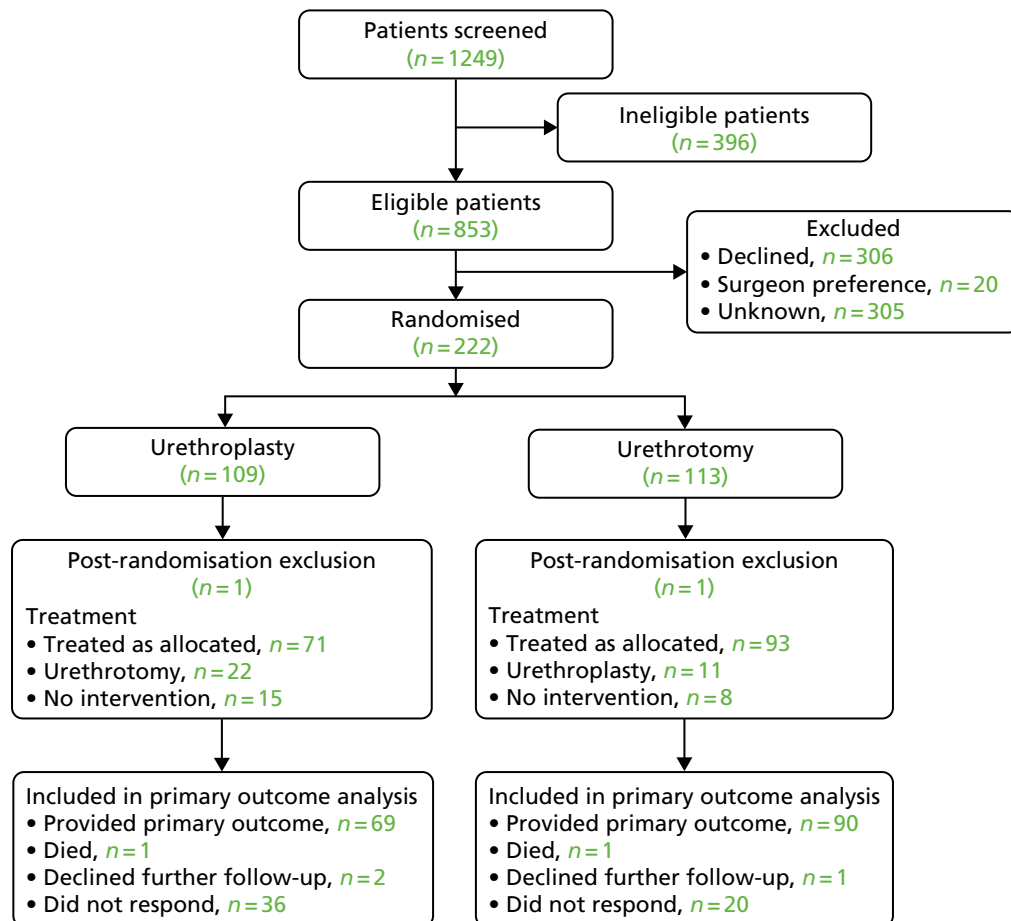 Patients screened
(n=1249)
Ineligible patients
(n=396)
Eligible patients
(n=853)
Excluded
• Declined, n=306
• Surgeon preference, n=20
• Unknown, n=305
Randomised
(n=222)
Urethroplasty
(n=109)
Urethrotomy
(n=113)
Post-randomisation exclusion
(n=1)
Treatment
• Treated as allocated, n=71
• Urethrotomy, n=22
• No intervention, n=15
Post-randomisation exclusion
(n=1)
Treatment
• Treated as allocated, n=93
• Urethroplasty, n=11
• No intervention, n=8
Included in primary outcome analysis
• Provided primary outcome, n=69
• Died, n=1
• Declined further follow-up, n=2
• Did not respond, n=36
Included in primary outcome analysis
• Provided primary outcome, n=90
• Died, n=1
• Declined further follow-up, n=1
• Did not respond, n=20